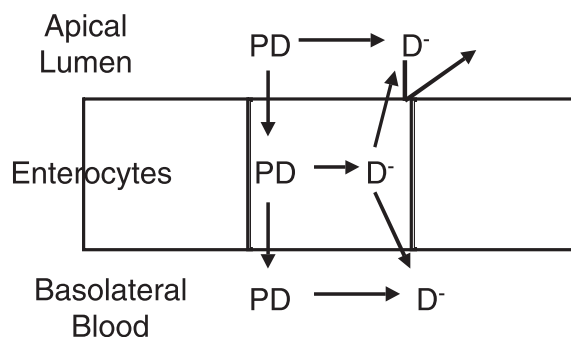 Apical
Lumen
PD D⁻
Enterocytes PD D⁻
Basolateral
Blood
PD D⁻